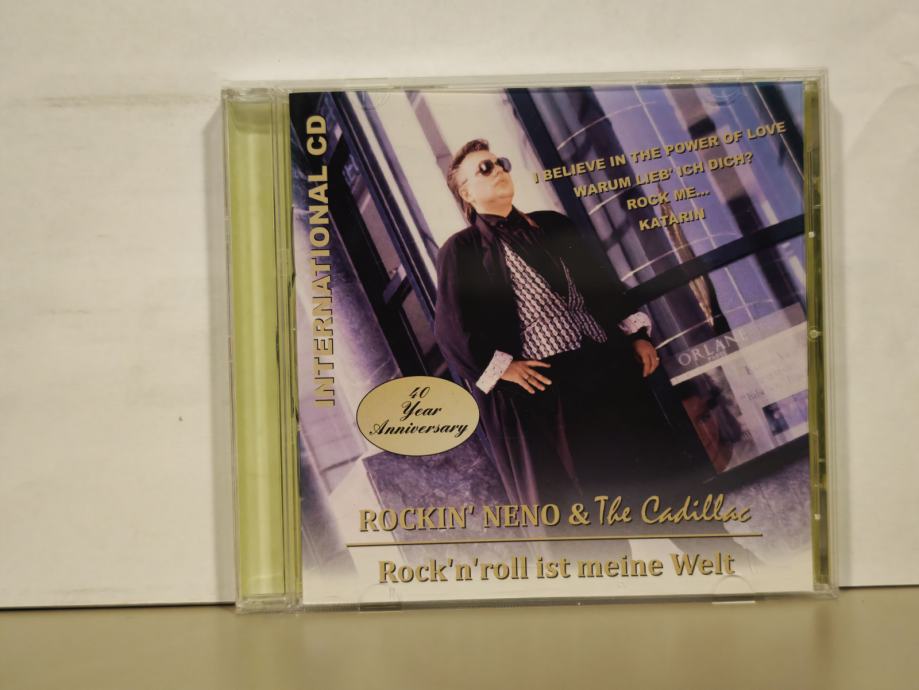 INTERNATIONAL CD
I BELIEVE IN THE POWER OF LOVE
WARUM LIEB' ICH DICH?
ROCK ME...
KATARIN
ORLANE
40
Year
Anniversary
ROCKIN' NENO & The Cadillac
Rock'n'roll ist meine Welt